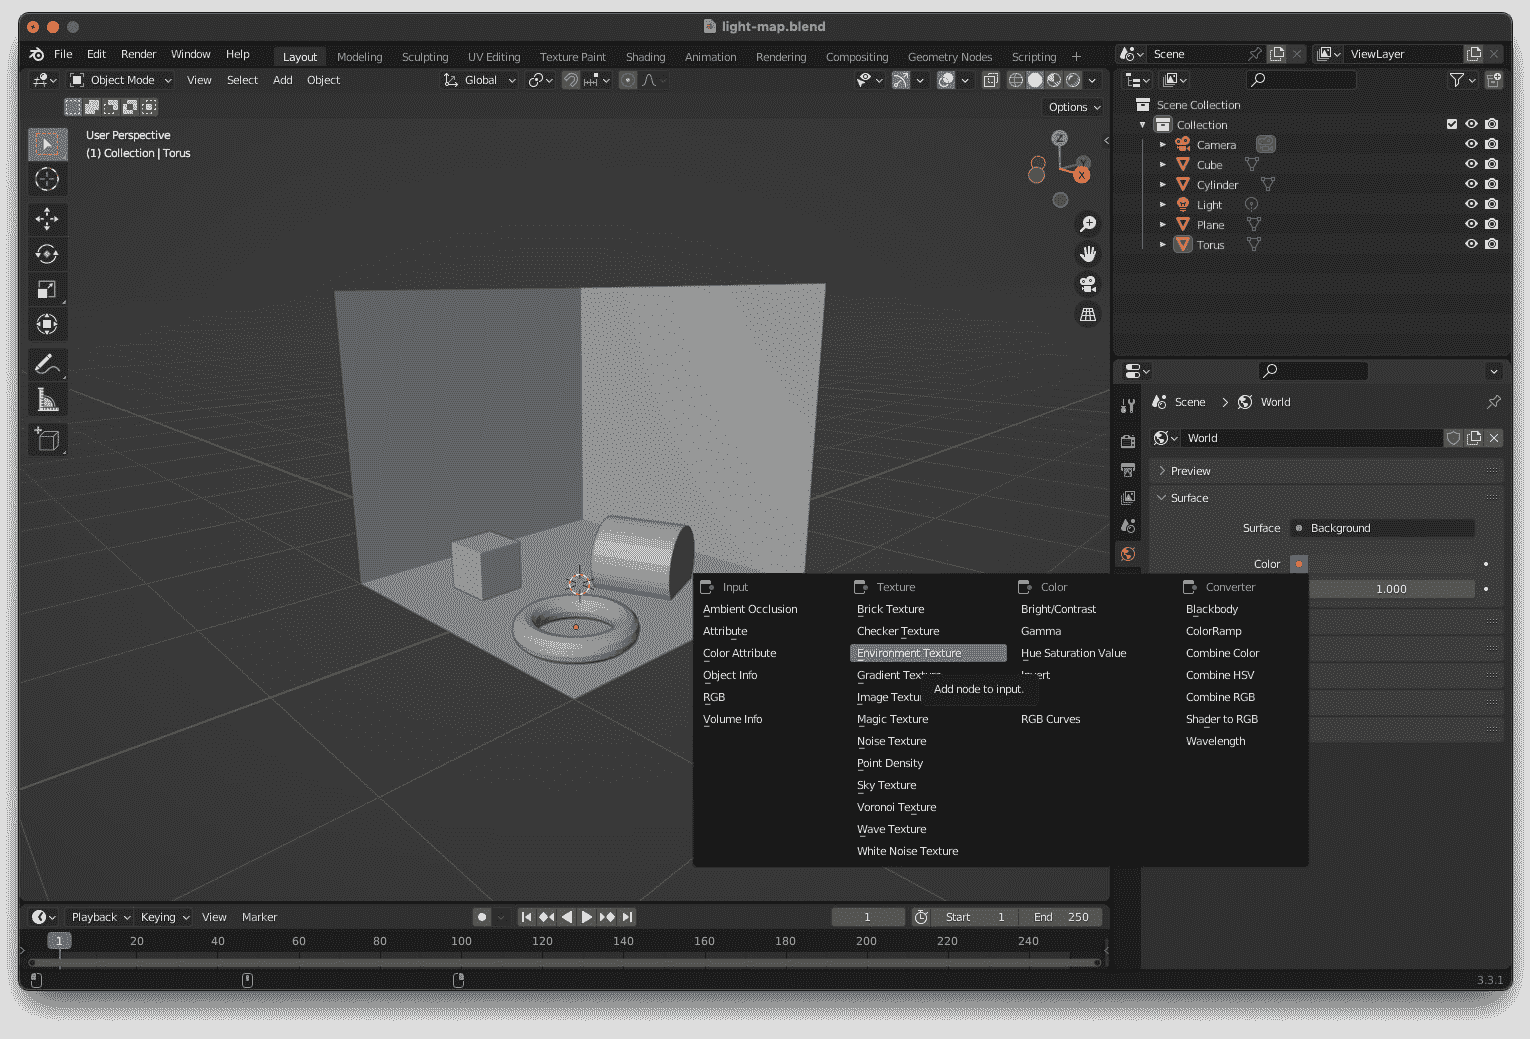 light-map.blend
File Edit Render Window Help Layout Modeling Sculpting UV Editing Texture Paint Shading Animation Rendering Compositing Geometry Nodes Scripting + Scene ViewLayer
Object Mode View Select Add Object Global
Options
User Perspective
(1) Collection | Torus
Z
Y
X
Scene Collection
Collection
Camera
Cube
Cylinder
Light
Plane
Torus
Scene > World
World
Preview
Surface
Surface Background
Color
1.000
Input Texture Color Converter
Ambient Occlusion Brick Texture Bright/Contrast Blackbody
Attribute Checker Texture Gamma ColorRamp
Color Attribute Environment Texture Hue Saturation Value Combine Color
Object Info Gradient Combine HSV
Add node to input.
RGB Image Combine RGB
Volume Info Magic Texture RGB Curves Shader to RGB
Noise Texture Wavelength
Point Density
Sky Texture
Voronoi Texture
Wave Texture
White Noise Texture
Playback Keying View Marker 1 Start 1 End 250
1 20 40 60 80 100 120 140 160 180 200 220 240
3.3.1